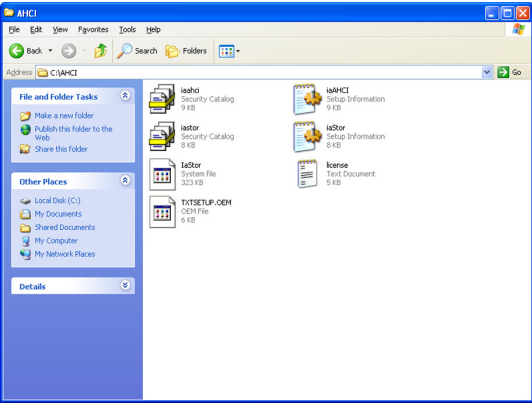 AHCI
File Edit View Favorites Tools Help
Back Search Folders
Address C:\AHCI Go
File and Folder Tasks
Make a new folder
Publish this folder to the
Web
Share this folder
Other Places
Local Disk (C:)
My Documents
Shared Documents
My Computer
My Network Places
Details
iaahci
Security Catalog
9 KB
iaAHCI
Setup Information
9 KB
iastor
Security Catalog
8 KB
iaStor
Setup Information
8 KB
IaStor
System file
323 KB
license
Text Document
5 KB
TXTSETUP.OEM
OEM File
6 KB